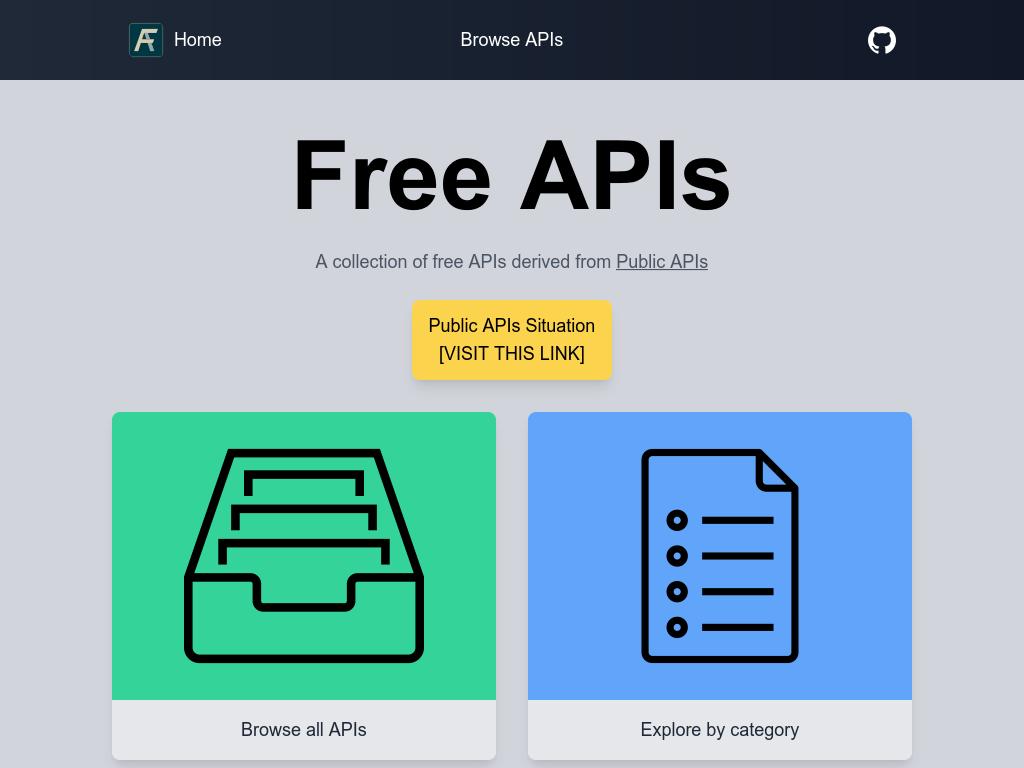 Home
Browse APIs
Free APIs
A collection of free APIs derived from Public APIs
Public APIs Situation
[VISIT THIS LINK]
Browse all APIs
Explore by category